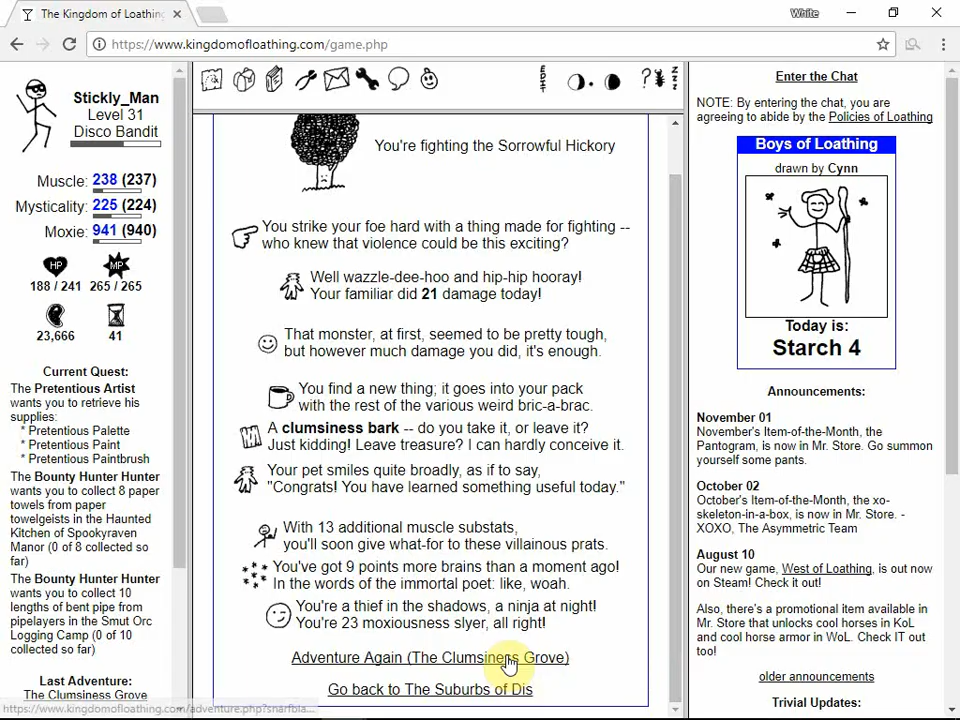 The Kingdom of Loathing
White
https://www.kingdomofloathing.com/game.php
Stickly_Man
Level 31
Disco Bandit
Muscle: 238 (237)
Mysticality: 225 (224)
Moxie: 941 (940)
HP
MP
188 / 241
265 / 265
23,666
41
Current Quest:
The Pretentious Artist
wants you to retrieve his
supplies:
* Pretentious Palette
* Pretentious Paint
* Pretentious Paintbrush
The Bounty Hunter Hunter
wants you to collect 8 paper
towels from paper
towelgeists in the Haunted
Kitchen of Spookyraven
Manor (0 of 8 collected so
far)
The Bounty Hunter Hunter
wants you to collect 10
lengths of bent pipe from
pipelayers in the Smut Orc
Logging Camp (0 of 10
collected so far)
Last Adventure:
The Clumsiness Grove
https://www.kingdomofloathing.com/adventure.php?snarfbla...
EDIT
?
ZZZ
You're fighting the Sorrowful Hickory
You strike your foe hard with a thing made for fighting --
who knew that violence could be this exciting?
Well wazzle-dee-hoo and hip-hip hooray!
Your familiar did 21 damage today!
That monster, at first, seemed to be pretty tough,
but however much damage you did, it's enough.
You find a new thing; it goes into your pack
with the rest of the various weird bric-a-brac.
A clumsiness bark -- do you take it, or leave it?
Just kidding! Leave treasure? I can hardly conceive it.
Your pet smiles quite broadly, as if to say,
"Congrats! You have learned something useful today."
With 13 additional muscle substats,
you'll soon give what-for to these villainous prats.
You've got 9 points more brains than a moment ago!
In the words of the immortal poet: like, woah.
You're a thief in the shadows, a ninja at night!
You're 23 moxiousness slyer, all right!
Adventure Again (The Clumsiness Grove)
Go back to The Suburbs of Dis
Enter the Chat
NOTE: By entering the chat, you are
agreeing to abide by the Policies of Loathing
Boys of Loathing
drawn by Cynn
Today is:
Starch 4
Announcements:
November 01
November's Item-of-the-Month, the
Pantogram, is now in Mr. Store. Go summon
yourself some pants.
October 02
October's Item-of-the-Month, the xo-
skeleton-in-a-box, is now in Mr. Store. -
XOXO, The Asymmetric Team
August 10
Our new game, West of Loathing, is out now
on Steam! Check it out!
Also, there's a promotional item available in
Mr. Store that unlocks cool horses in KoL
and cool horse armor in WoL. Check IT out
too!
older announcements
Trivial Updates: